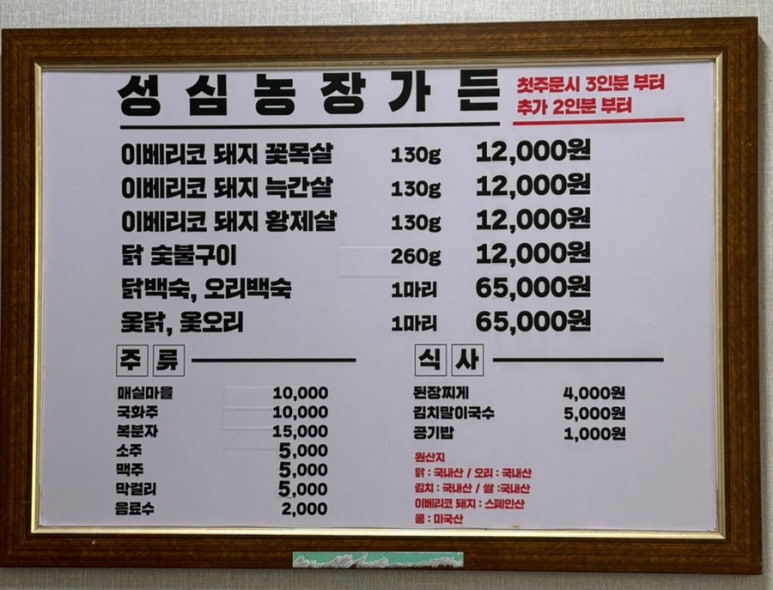 성심농장가든
첫주문시 3인분 부터
추가 2인분 부터
이베리코 돼지 꽃목살 130g 12,000원
이베리코 돼지 늑간살 130g 12,000원
이베리코 돼지 황제살 130g 12,000원
닭 숯불구이 260g 12,000원
닭백숙, 오리백숙 1마리 65,000원
옻닭, 옻오리 1마리 65,000원
주류
매실마을 10,000
국화주 10,000
복분자 15,000
소주 5,000
맥주 5,000
막걸리 5,000
음료수 2,000
식사
된장찌게 4,000원
김치말이국수 5,000원
공기밥 1,000원
원산지
닭 : 국내산 / 오리 : 국내산
김치 : 국내산 / 쌀 : 국내산
이베리코 돼지 : 스페인산
콩 : 미국산